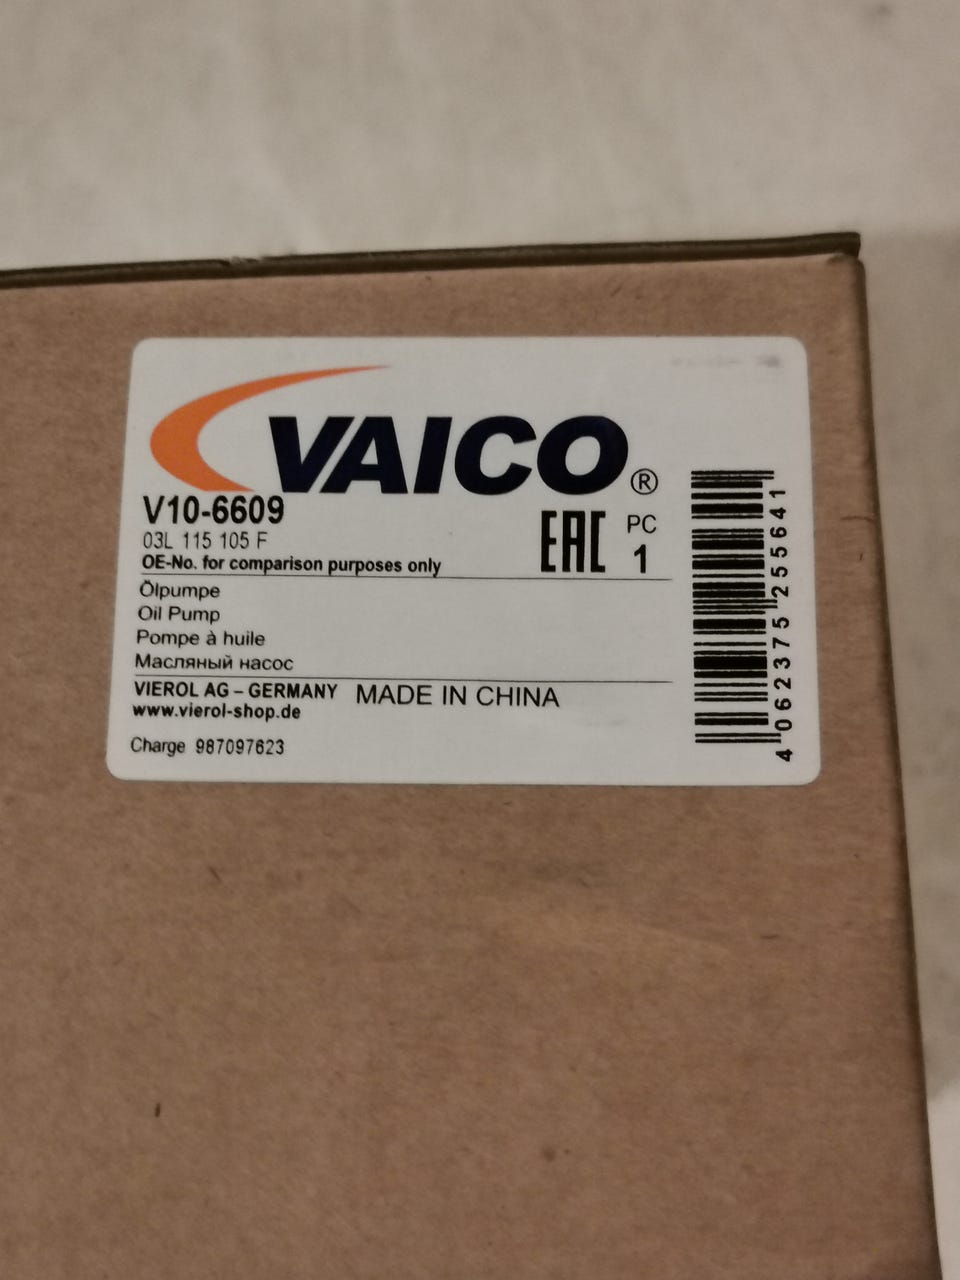 VAICO®
V10-6609
03L 115 105 F
OE-No. for comparison purposes only
EAC
PC
1
Ölpumpe
Oil Pump
Pompe à huile
Масляный насос
VIEROL AG – GERMANY MADE IN CHINA
www.vierol-shop.de
Charge 987097623
4 062375 255641